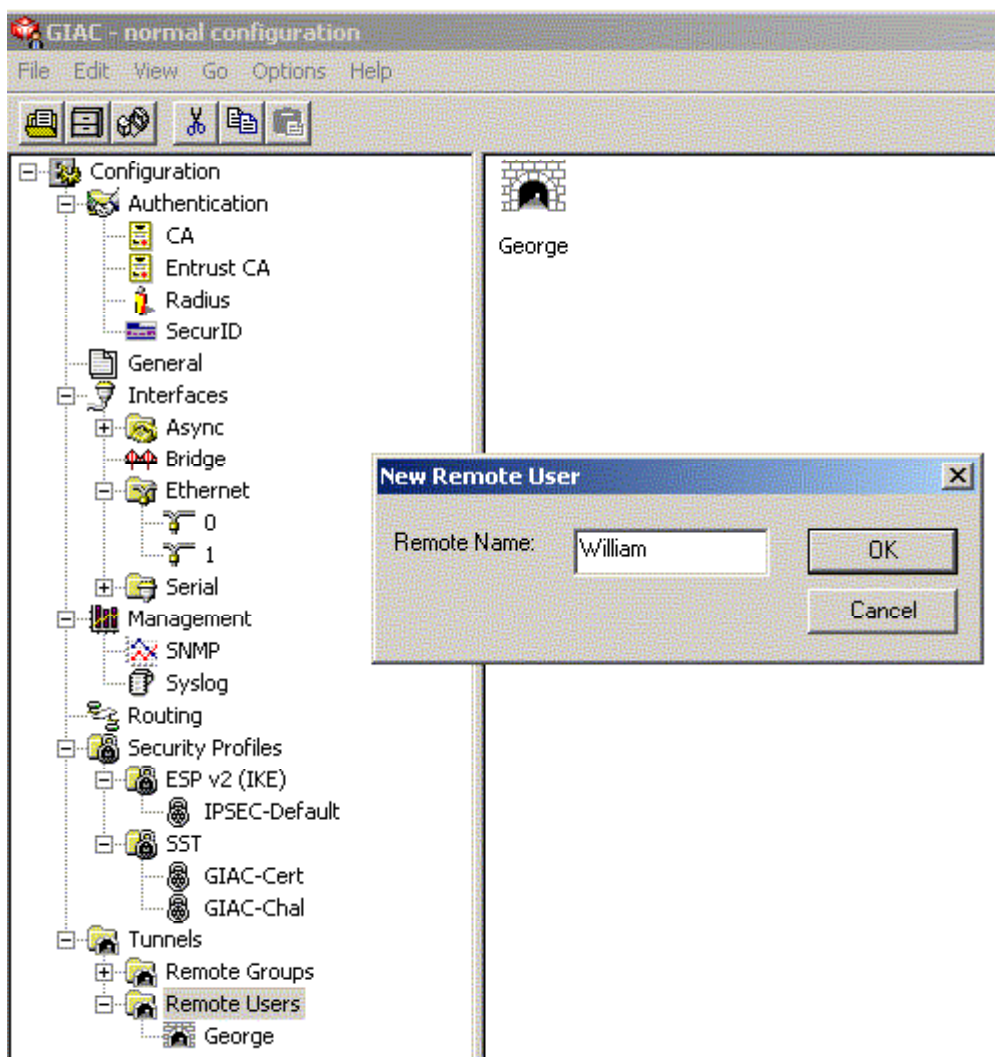 GIAC - normal configuration
File Edit View Go Options Help
Configuration
Authentication
CA
Entrust CA
Radius
SecurID
General
Interfaces
Async
Bridge
Ethernet
0
1
Serial
Management
SNMP
Syslog
Routing
Security Profiles
ESP v2 (IKE)
IPSEC-Default
SST
GIAC-Cert
GIAC-Chal
Tunnels
Remote Groups
Remote Users
George
George
New Remote User
Remote Name:
William
OK
Cancel